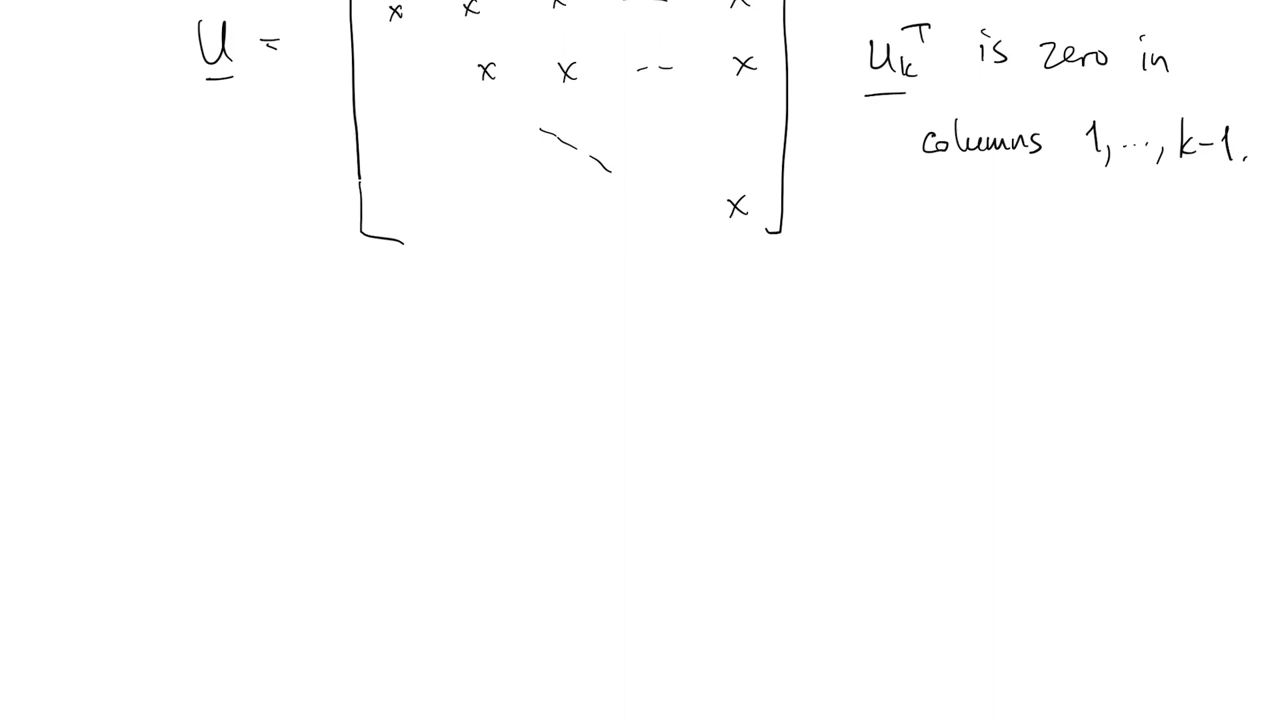 U = x x x -- x
x x -- x
x
u_k^T is zero in
columns 1, ..., k-1.